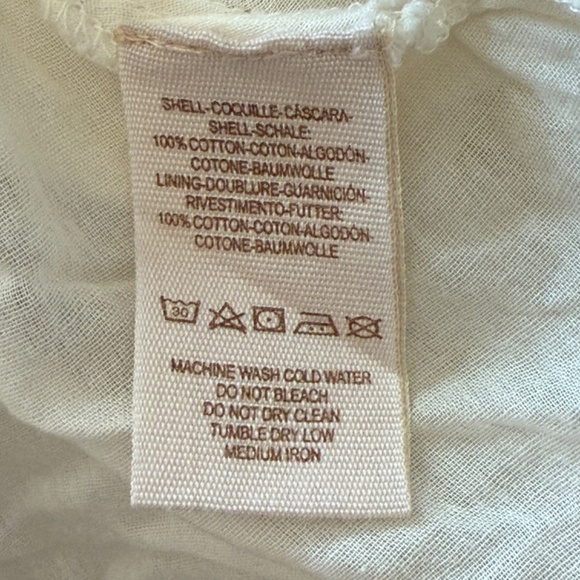 SHELL-COQUILLE-CÁSCARA-
SHELL-SCHALE:
100% COTTON-COTON-ALGODÓN-
COTONE-BAUMWOLLE
LINING-DOUBLURE-GUARNICIÓN-
RIVESTIMENTO-FUTTER:
100% COTTON-COTON-ALGODÓN-
COTONE-BAUMWOLLE
30
MACHINE WASH COLD WATER
DO NOT BLEACH
DO NOT DRY CLEAN
TUMBLE DRY LOW
MEDIUM IRON